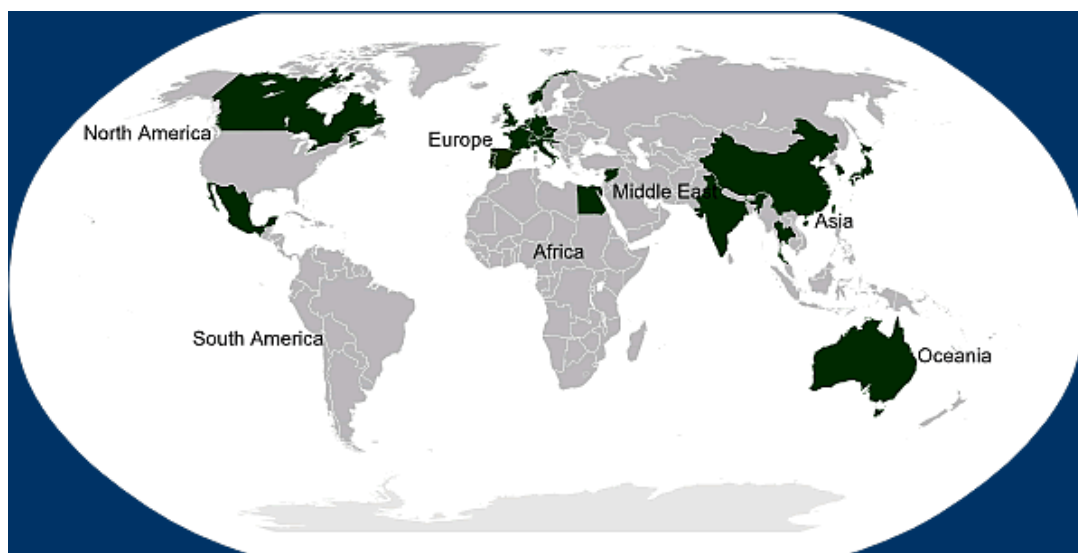 North America
Europe
Middle East
Asia
Africa
South America
Oceania